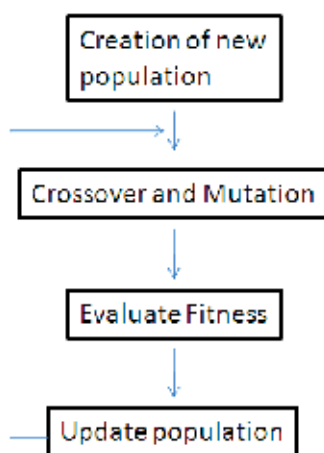 Creation of new
population
Crossover and Mutation
Evaluate Fitness
Update population